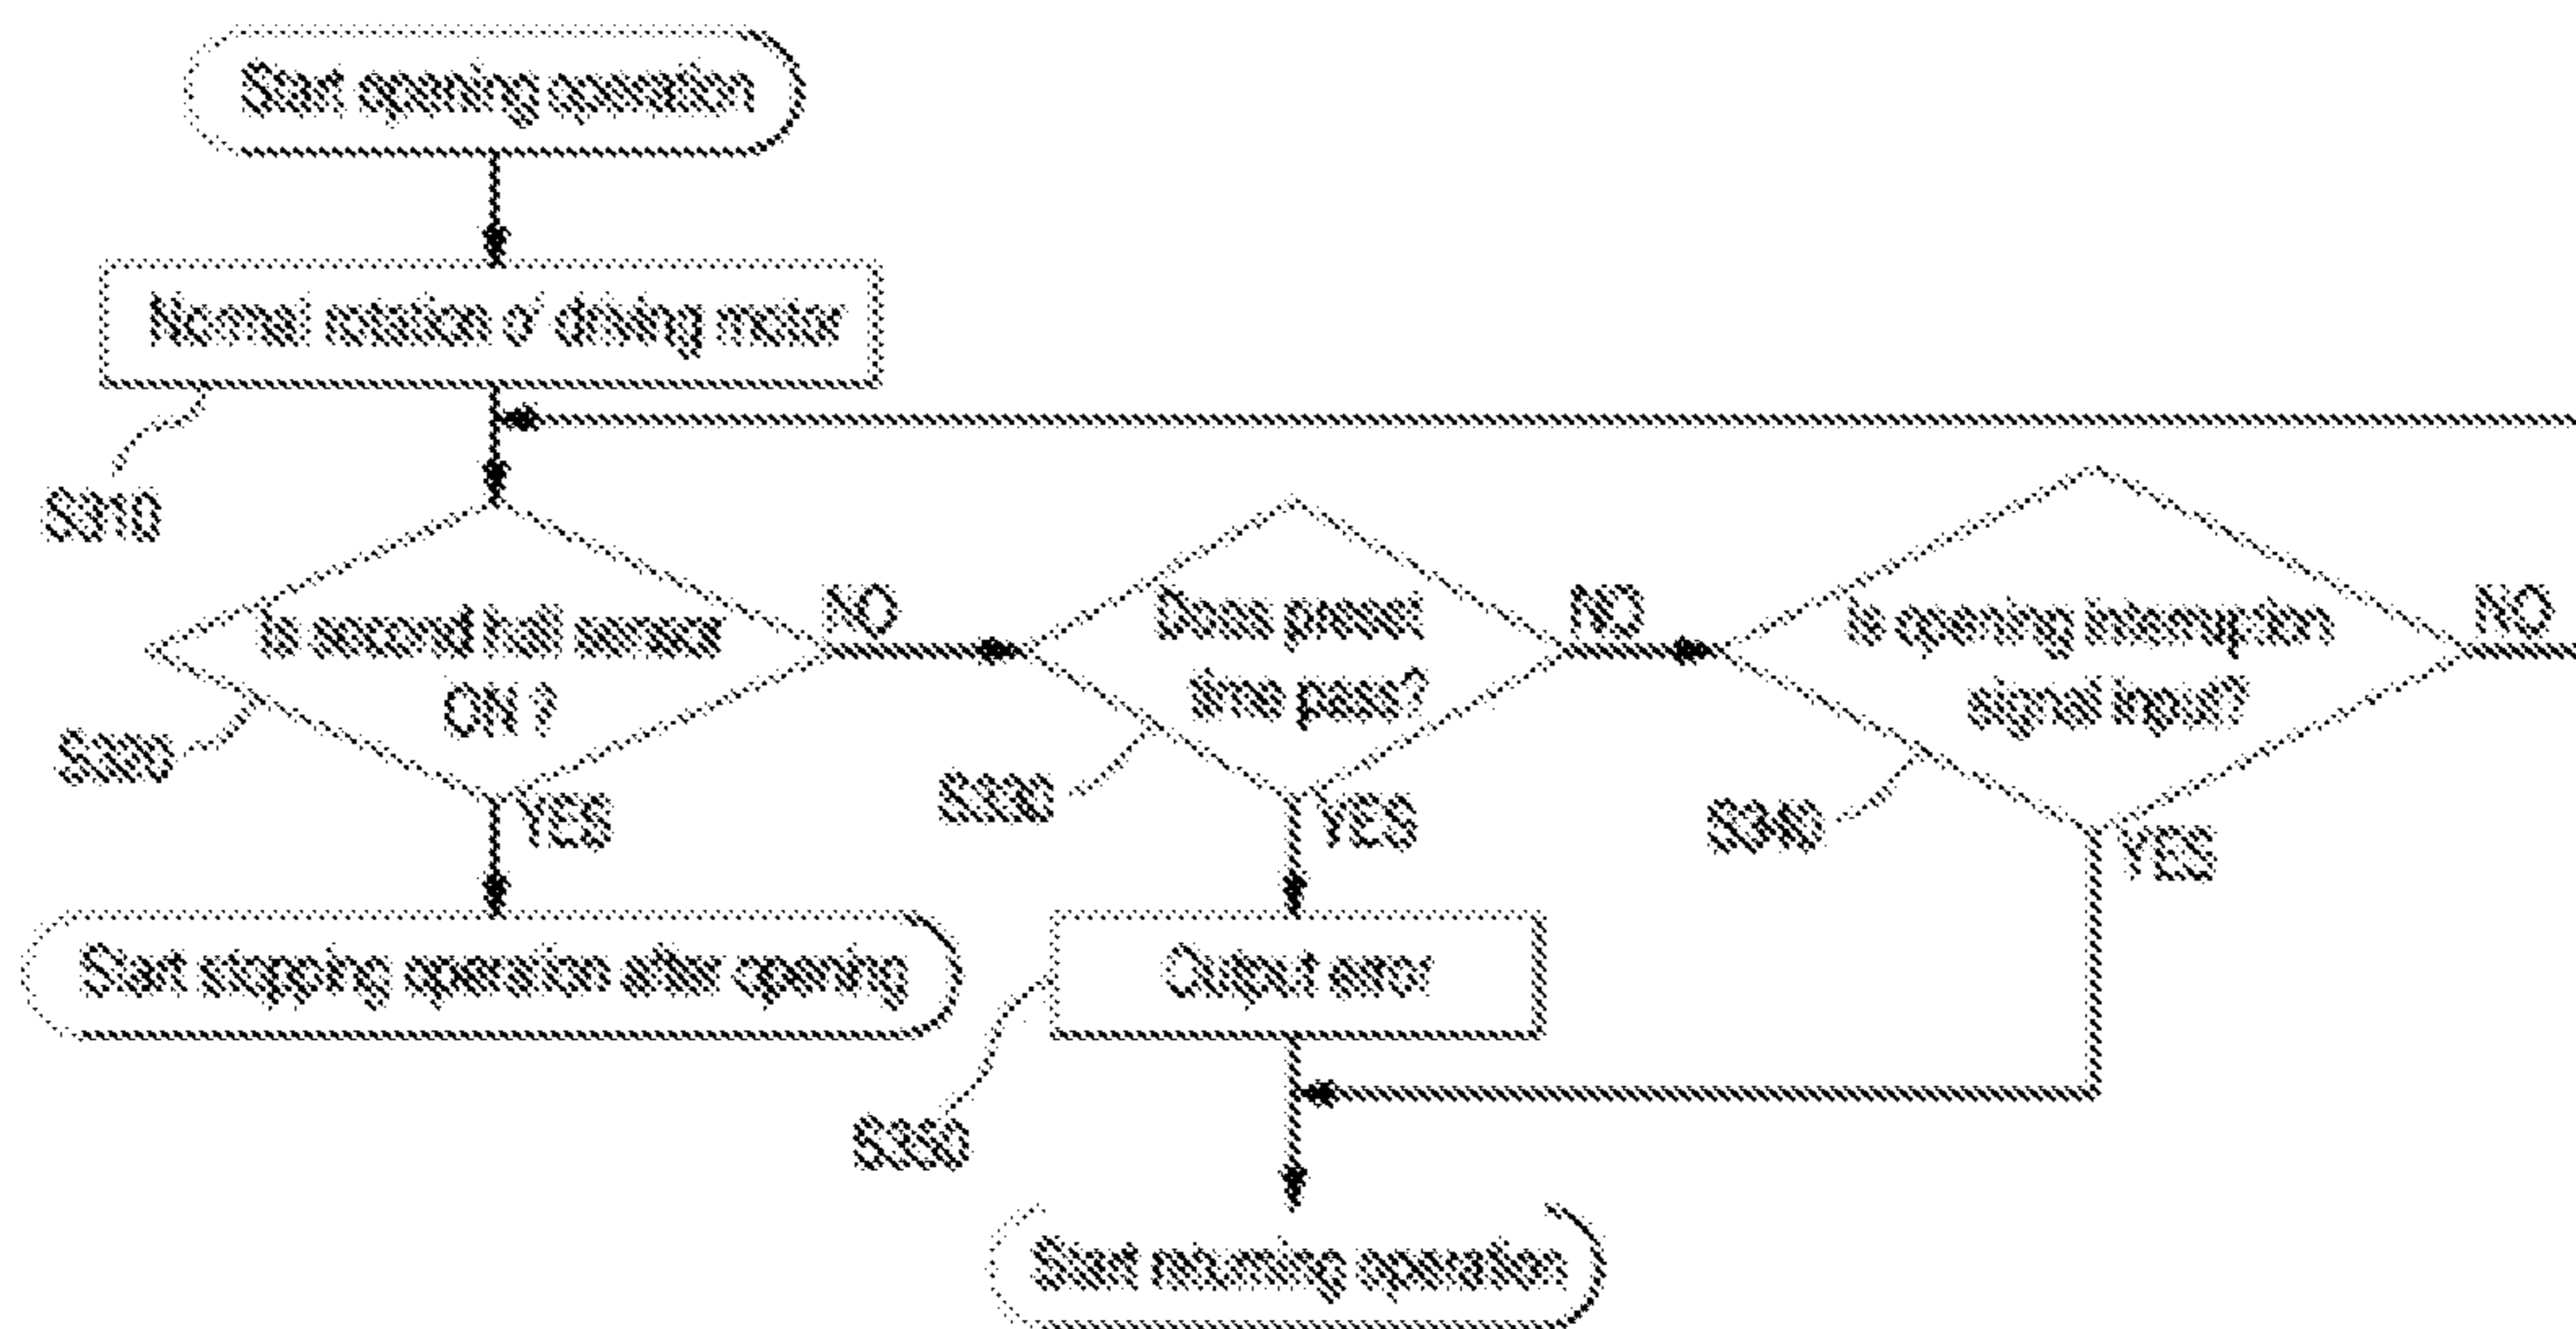 Start opening operation
Normal rotation of driving motor
S310
Is second hall sensor
ON ?
NO
S320
YES
Does preset
time pass?
NO
S330
YES
Is opening interruption
signal input?
NO
S340
YES
Start stopping operation after opening
Output error
S350
Start returning operation